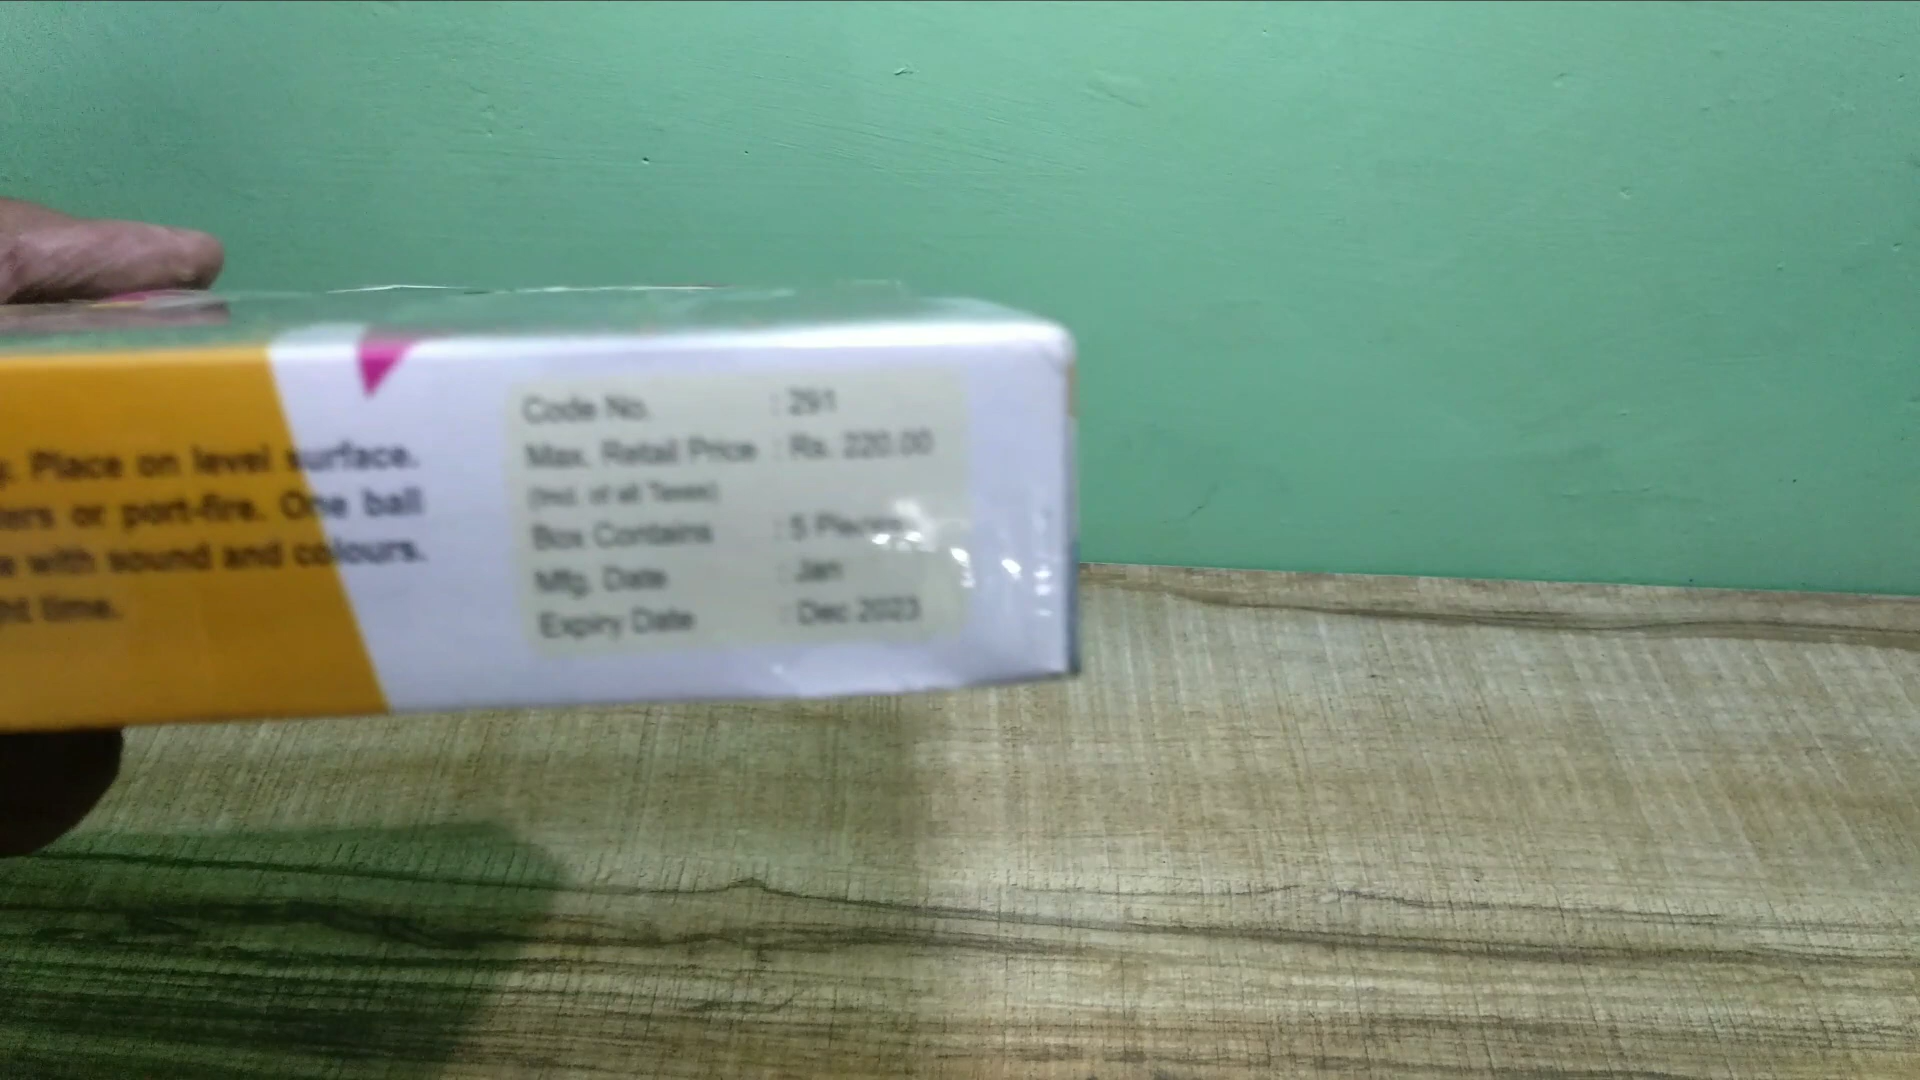 y. Place on level surface.
lers or port-fire. One ball
e with sound and colours.
ght time.
Code No. : 291
Max. Retail Price : Rs. 220.00
(Incl. of all Taxes)
Box Contains : 5 Pieces
Mfg. Date : Jan
Expiry Date : Dec 2023